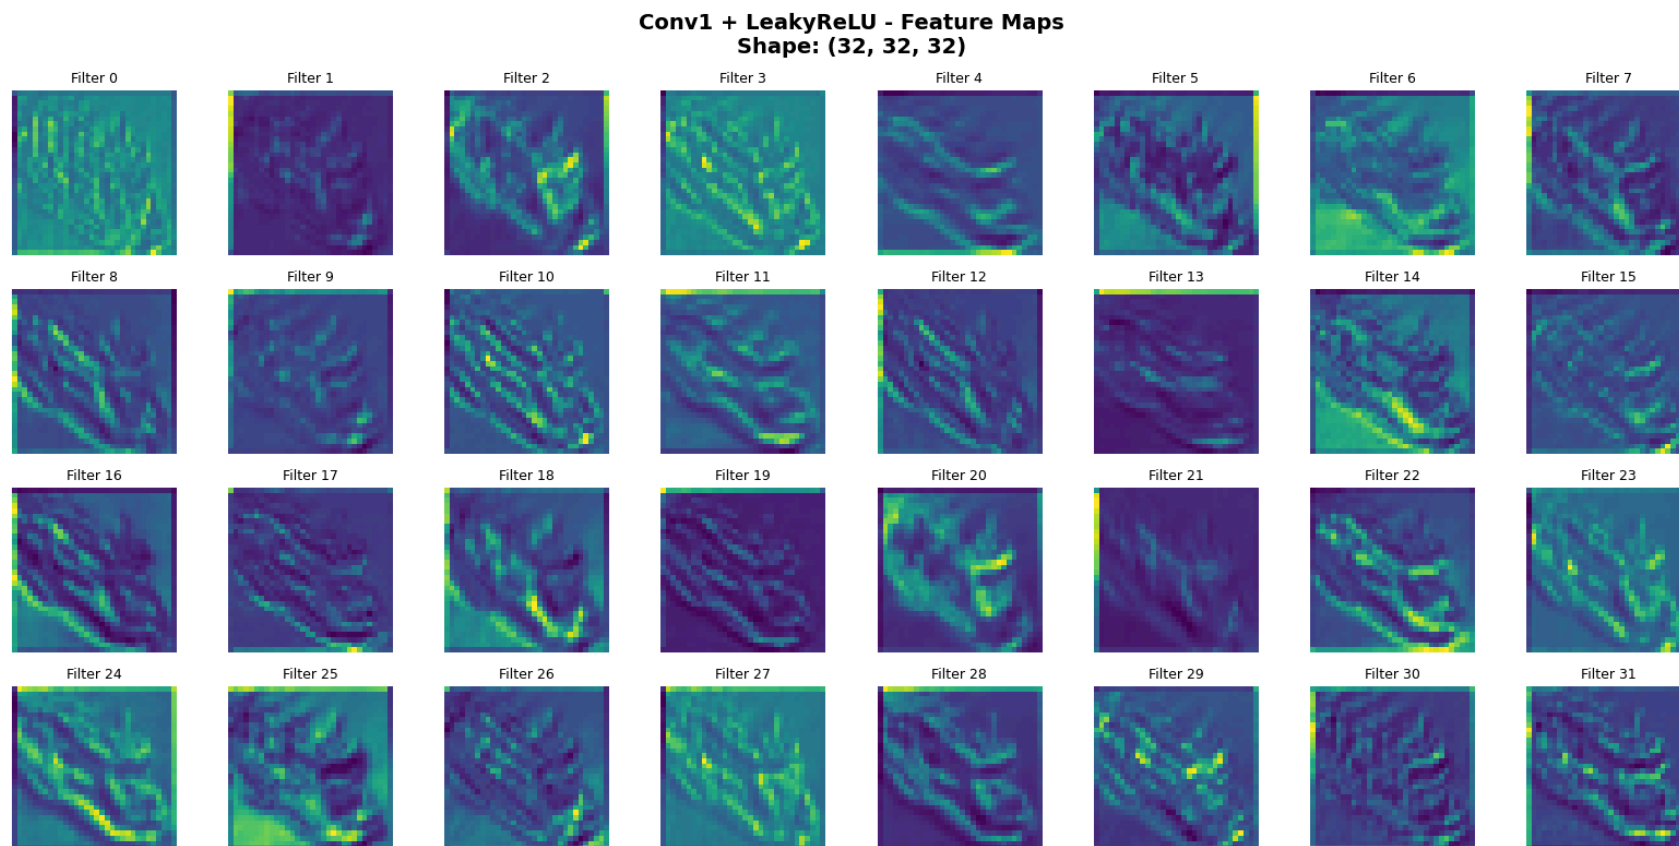 Conv1 + LeakyReLU - Feature Maps
Shape: (32, 32, 32)
Filter 0 Filter 1 Filter 2 Filter 3 Filter 4 Filter 5 Filter 6 Filter 7
Filter 8 Filter 9 Filter 10 Filter 11 Filter 12 Filter 13 Filter 14 Filter 15
Filter 16 Filter 17 Filter 18 Filter 19 Filter 20 Filter 21 Filter 22 Filter 23
Filter 24 Filter 25 Filter 26 Filter 27 Filter 28 Filter 29 Filter 30 Filter 31